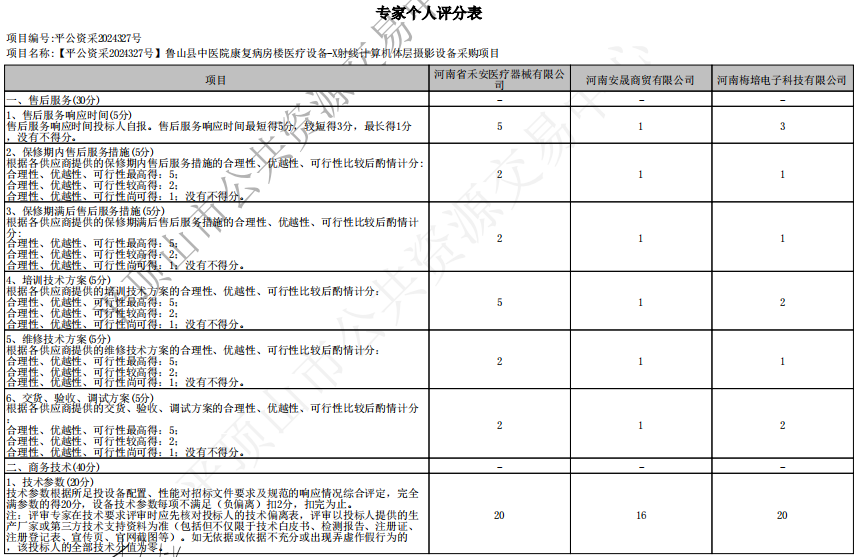 专家个人评分表
项目编号:平公资采2024327号
项目名称:【平公资采2024327号】鲁山县中医院康复病房楼医疗设备-X射线计算机体层摄影设备采购项目
项目 河南省禾安医疗器械有限公司 河南安晟商贸有限公司 河南梅培电子科技有限公司
一、售后服务(30分) - - -
1、售后服务响应时间(5分)
售后服务响应时间投标人自报。售后服务响应时间最短得5分，较短得3分，最长得1分
，没有不得分。
5 1 3
2、保修期内售后服务措施(5分)
根据各供应商提供的保修期内售后服务措施的合理性、优越性、可行性比较后酌情计分:
合理性、优越性、可行性最高得：5;
合理性、优越性、可行性较高得：2;
合理性、优越性、可行性尚可得：1；没有不得分。
2 1 1
3、保修期满后售后服务措施(5分)
根据各供应商提供的保修期满后售后服务措施的合理性、优越性、可行性比较后酌情计
分:
合理性、优越性、可行性最高得：5;
合理性、优越性、可行性较高得：2;
合理性、优越性、可行性尚可得：1；没有不得分。
2 1 1
4、培训技术方案(5分)
根据各供应商提供的培训技术方案的合理性、优越性、可行性比较后酌情计分:
合理性、优越性、可行性最高得：5;
合理性、优越性、可行性较高得：2;
合理性、优越性、可行性尚可得：1；没有不得分。
5 1 2
5、维修技术方案(5分)
根据各供应商提供的维修技术方案的合理性、优越性、可行性比较后酌情计分:
合理性、优越性、可行性最高得：5;
合理性、优越性、可行性较高得：2;
合理性、优越性、可行性尚可得：1；没有不得分。
2 1 1
6、交货、验收、调试方案(5分)
根据各供应商提供的交货、验收、调试方案的合理性、优越性、可行性比较后酌情计分
:
合理性、优越性、可行性最高得：5;
合理性、优越性、可行性较高得：2;
合理性、优越性、可行性尚可得：1；没有不得分。
2 1 2
二、商务技术(40分) - - -
1、技术参数(20分)
技术参数根据所足投设备配置、性能对招标文件要求及规范的响应情况综合评定，完全
满参数的得20分，设备技术参数每项不满足（负偏离）扣2分，扣完为止。
注：评审专家在技术要求评审时应先核对投标人的技术偏离表，评审以投标人提供的生
产厂家或第三方技术支持资料为准（包括但不仅限于技术白皮书、检测报告、注册证、
注册登记表、宣传页、官网截图等）。如无依据或依据不充分或出现弄虚作假行为的
，该投标人的全部技术分值为零。
20 16 20
平顶山市公共资源交易中心
平顶山市公共资源交易中心